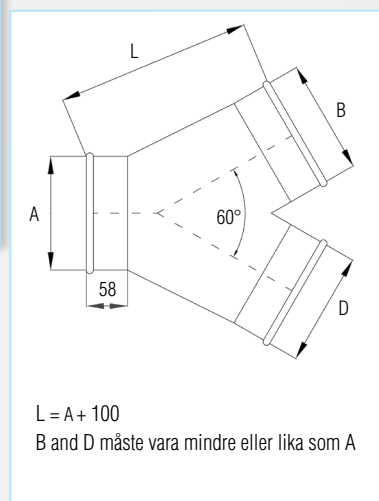 L
B
A
60°
58
D
L = A + 100
B and D måste vara mindre eller lika som A